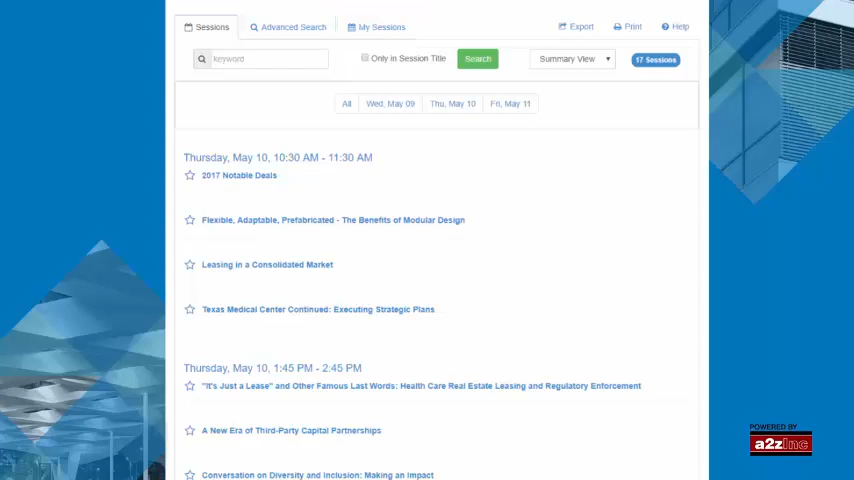 Sessions Advanced Search My Sessions Export Print Help
keyword Only in Session Title Search Summary View 17 Sessions
All Wed, May 09 Thu, May 10 Fri, May 11
Thursday, May 10, 10:30 AM - 11:30 AM
2017 Notable Deals
Flexible, Adaptable, Prefabricated - The Benefits of Modular Design
Leasing in a Consolidated Market
Texas Medical Center Continued: Executing Strategic Plans
Thursday, May 10, 1:45 PM - 2:45 PM
"It's Just a Lease" and Other Famous Last Words: Health Care Real Estate Leasing and Regulatory Enforcement
A New Era of Third-Party Capital Partnerships
Conversation on Diversity and Inclusion: Making an Impact
POWERED BY
a2zinc